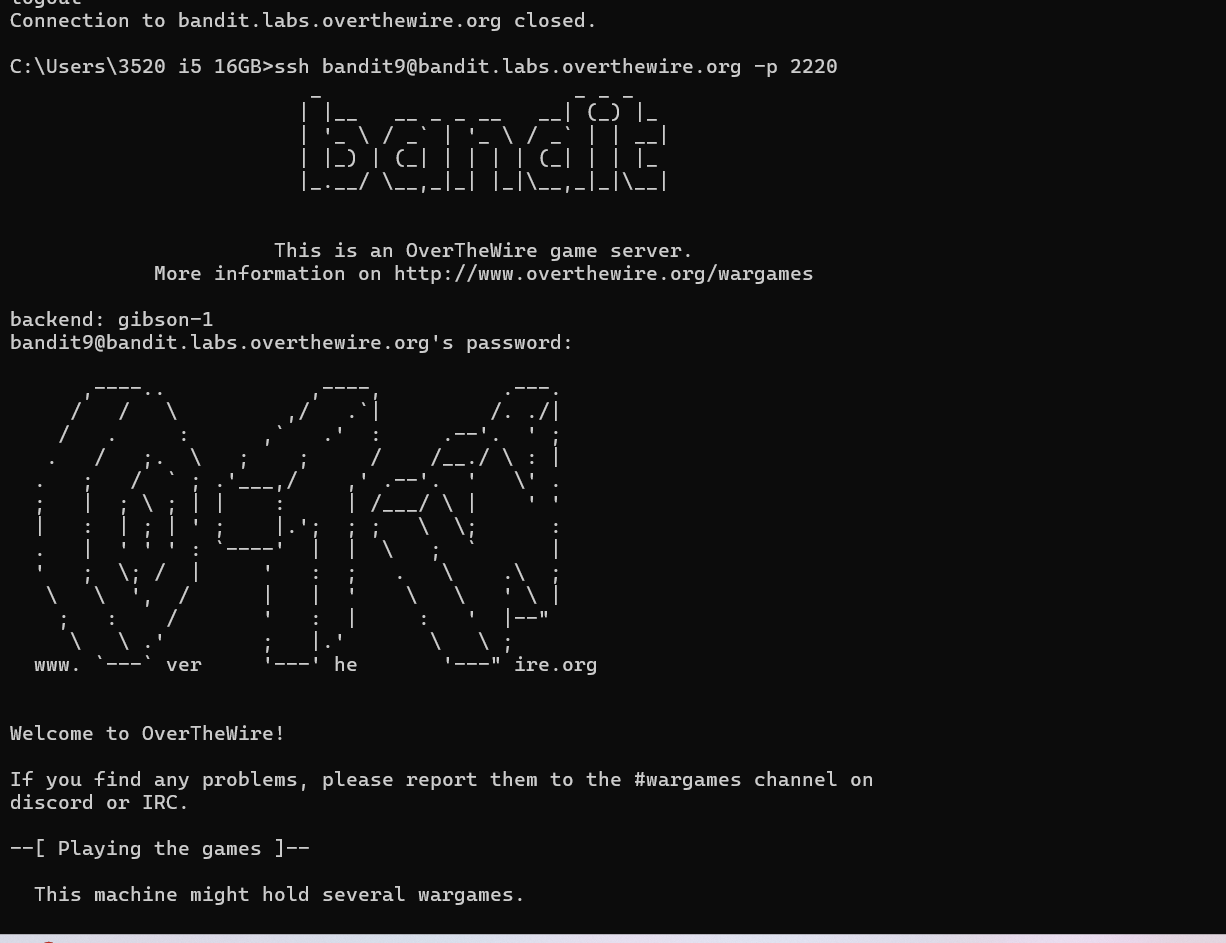 logout
Connection to bandit.labs.overthewire.org closed.
C:\Users\3520 i5 16GB>ssh bandit9@bandit.labs.overthewire.org -p 2220
This is an OverTheWire game server.
More information on http://www.overthewire.org/wargames
backend: gibson-1
bandit9@bandit.labs.overthewire.org's password:
www. ver he ire.org
Welcome to OverTheWire!
If you find any problems, please report them to the #wargames channel on
discord or IRC.
--[ Playing the games ]--
This machine might hold several wargames.